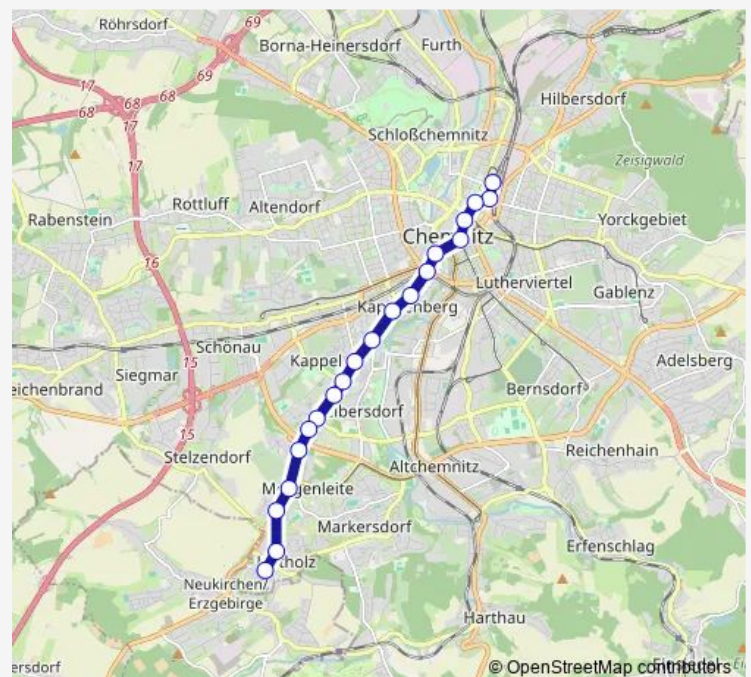 Röhrsdorf
69
Borna-Heinersdorf
Furth
17
69
68
68
68
17
Hilbersdorf
17
Schloßchemnitz
Zeisigwald
Rottluff
Altendorf
Rabenstein
Yorckgebiet
Chemnitz
16
Lutherviertel
Gablenz
Schönau
15
Kappel
Adelsberg
Siegmar
eichenbrand
Bernsdorf
15
Reichenhain
Stelzendorf
Altchemnitz
Markersdorf
Erfenschlag
Neukirchen/
Erzgebirge
Harthau
ersdorf
© OpenStreetMap contributors